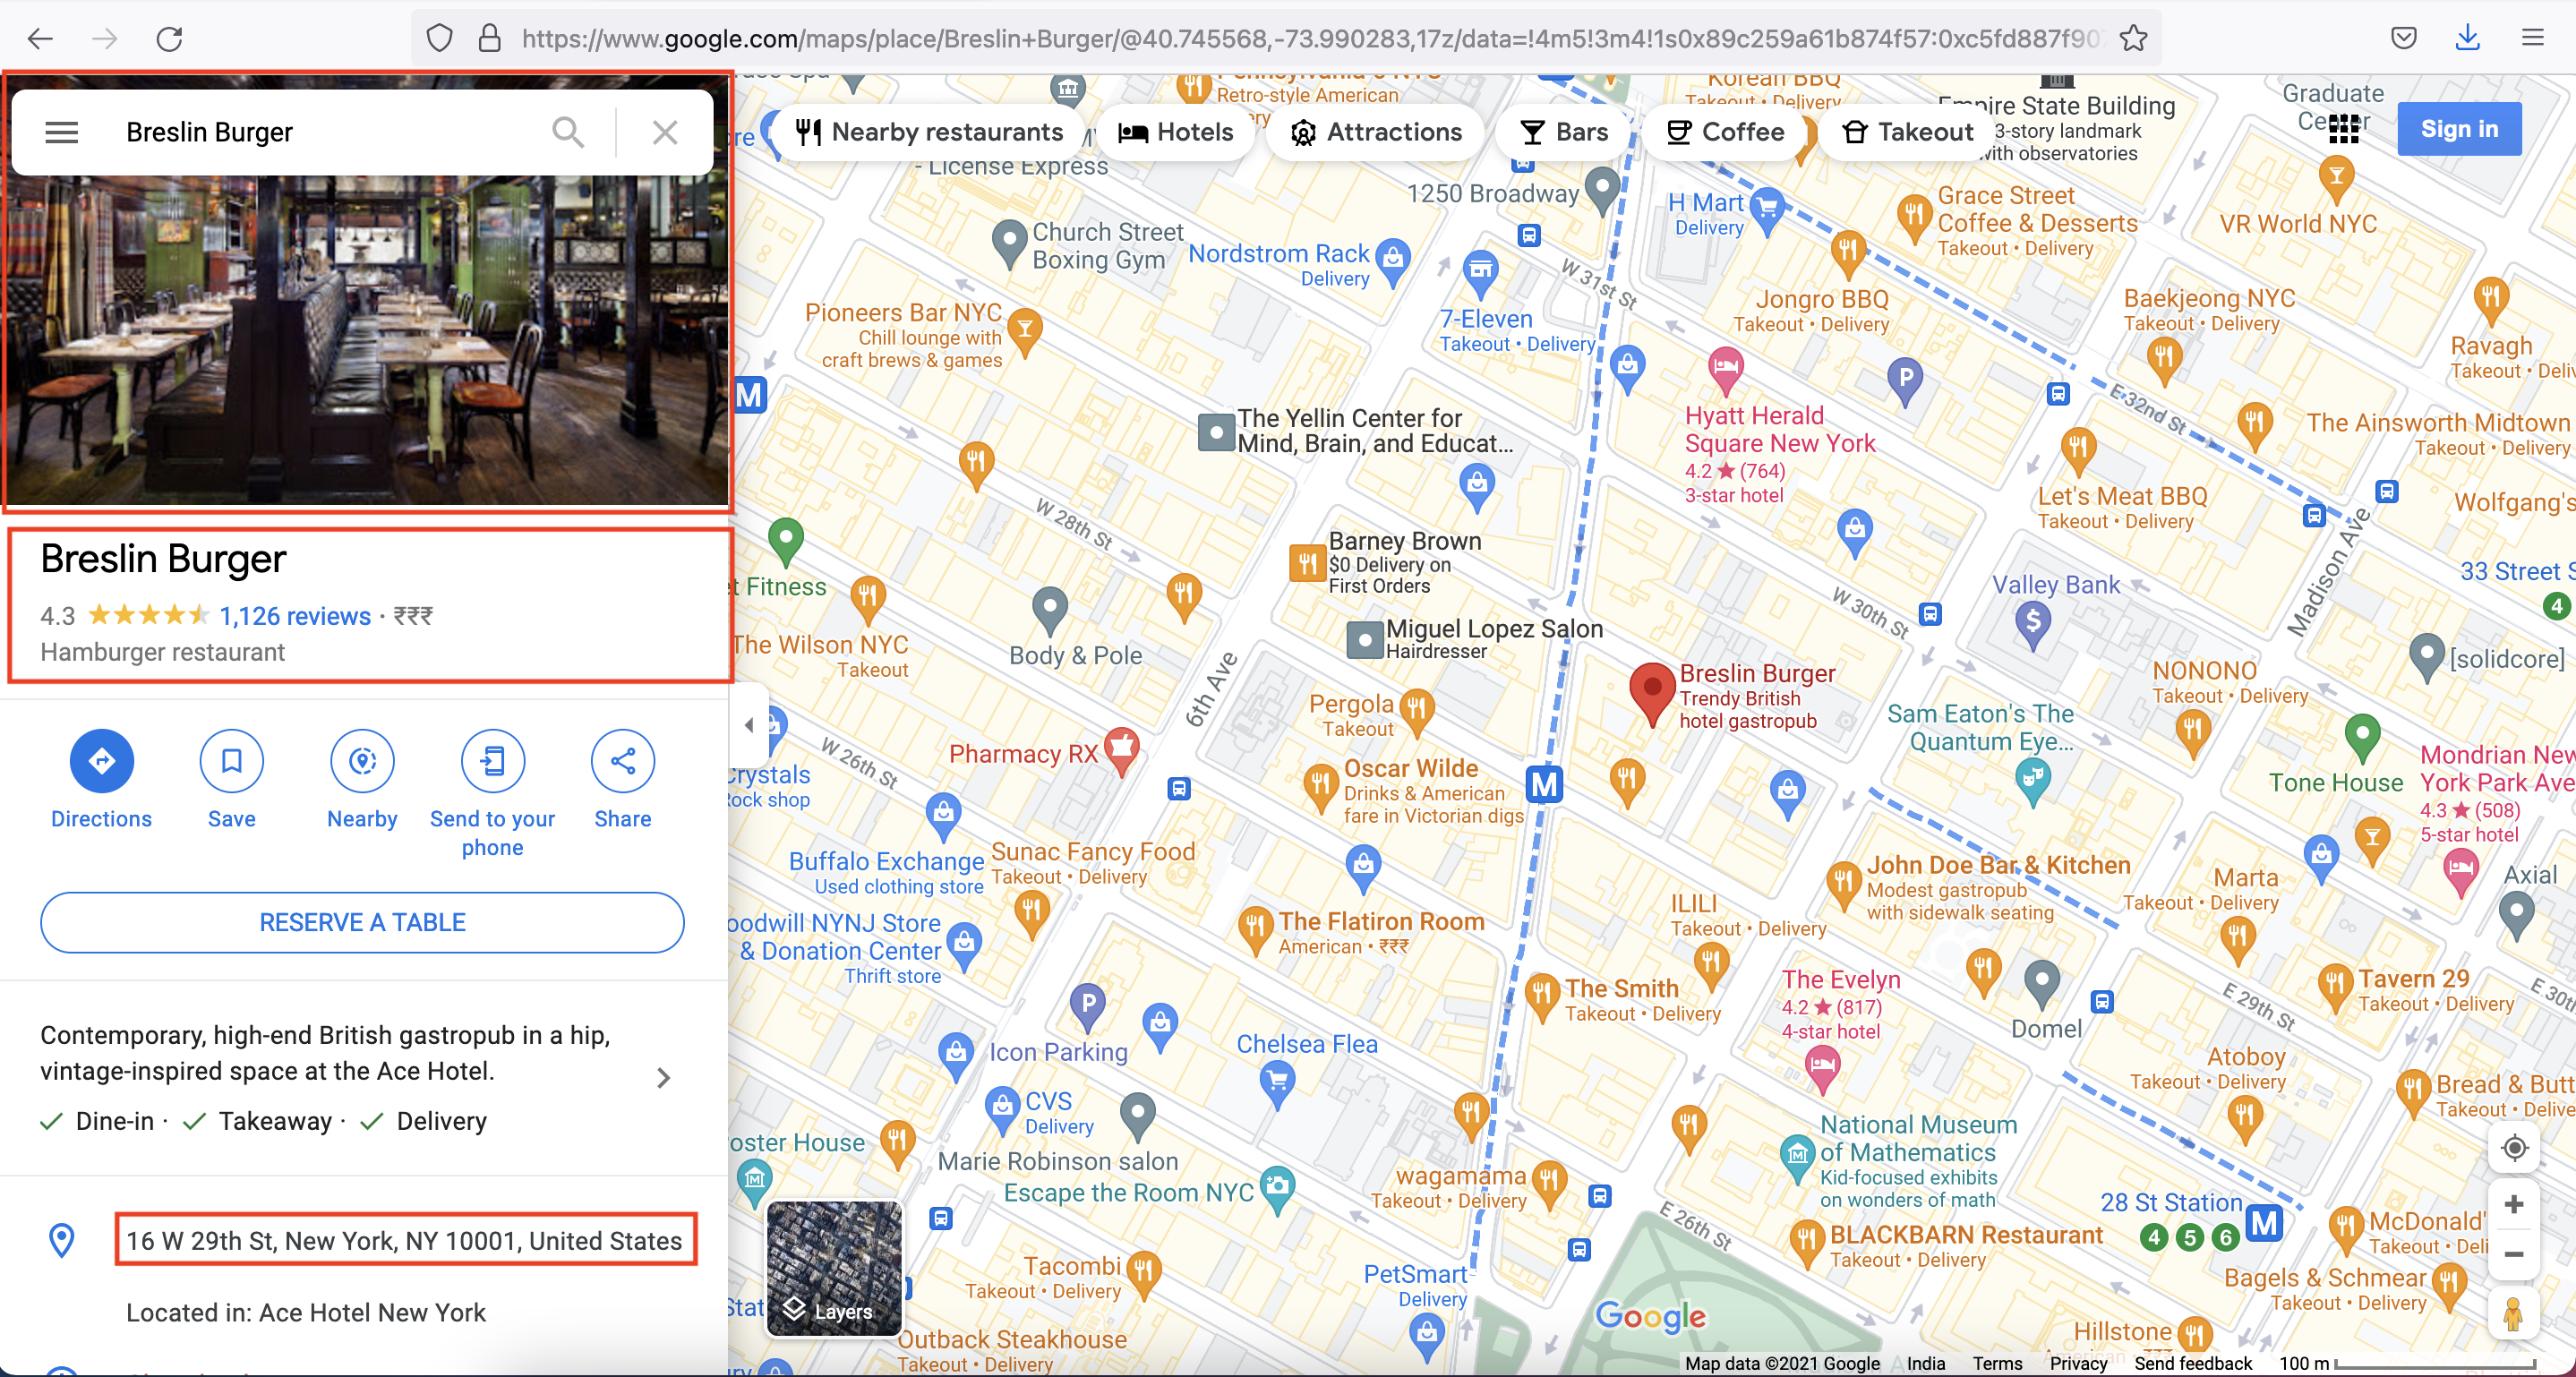 https://www.google.com/maps/place/Breslin+Burger/@40.745568,-73.990283,17z/data=!4m5!3m4!1s0x89c259a61b874f57:0xc5fd887f90
Breslin Burger
Nearby restaurants
Hotels
Attractions
Bars
Coffee
Takeout
Sign in
Breslin Burger
4.3 1,126 reviews · ₹₹₹
Hamburger restaurant
Directions
Save
Nearby
Send to your
phone
Share
RESERVE A TABLE
Contemporary, high-end British gastropub in a hip,
vintage-inspired space at the Ace Hotel.
Dine-in · Takeaway · Delivery
16 W 29th St, New York, NY 10001, United States
Located in: Ace Hotel New York
Retro-style American
Korean BBQ
Takeout • Delivery
Empire State Building
3-story landmark
with observatories
Graduate
Center
- License Express
1250 Broadway
H Mart
Delivery
Grace Street
Coffee & Desserts
Takeout • Delivery
VR World NYC
Church Street
Boxing Gym
Nordstrom Rack
Delivery
W 31st St
Pioneers Bar NYC
Chill lounge with
craft brews & games
7-Eleven
Takeout • Delivery
Jongro BBQ
Takeout • Delivery
Baekjeong NYC
Takeout • Delivery
Ravagh
Takeout • Deliv
M
P
E 32nd St
The Yellin Center for
Mind, Brain, and Educat...
Hyatt Herald
Square New York
4.2 ★ (764)
3-star hotel
The Ainsworth Midtown
Takeout • Delivery
Let's Meat BBQ
Takeout • Delivery
Wolfgang's
W 28th St
Madison Ave
Barney Brown
$0 Delivery on
First Orders
33 Street S
4
t Fitness
The Wilson NYC
Takeout
Body & Pole
Miguel Lopez Salon
Hairdresser
W 30th St
Valley Bank
[solidcore]
NONONO
Takeout • Delivery
6th Ave
Breslin Burger
Trendy British
hotel gastropub
Pergola
Takeout
Sam Eaton's The
Quantum Eye...
Pharmacy RX
W 26th St
Crystals
Rock shop
Oscar Wilde
Drinks & American
fare in Victorian digs
M
Tone House
Mondrian New
York Park Ave
4.3 ★ (508)
5-star hotel
Buffalo Exchange
Used clothing store
Sunac Fancy Food
Takeout • Delivery
John Doe Bar & Kitchen
Modest gastropub
with sidewalk seating
Marta
Takeout • Delivery
Axial
oodwill NYNJ Store
& Donation Center
Thrift store
The Flatiron Room
American • ₹₹₹
ILILI
Takeout • Delivery
The Smith
Takeout • Delivery
The Evelyn
4.2 ★ (817)
4-star hotel
Domel
Tavern 29
Takeout • Delivery
E 29th St
E 30t
P
Icon Parking
Chelsea Flea
Atoboy
Takeout • Delivery
Bread & Butt
Takeout • Delive
CVS
Delivery
oster House
Marie Robinson salon
Escape the Room NYC
wagamama
Takeout • Delivery
National Museum
of Mathematics
Kid-focused exhibits
on wonders of math
28 St Station
M
4 5 6
E 26th St
BLACKBARN Restaurant
Takeout • Delivery
McDonald'
Takeout • Deli
Tacombi
Takeout • Delivery
PetSmart
Delivery
Bagels & Schmear
Takeout • Delivery
Layers
Google
Outback Steakhouse
Takeout • Delivery
Hillstone
Map data ©2021 Google India Terms Privacy Send feedback 100 m